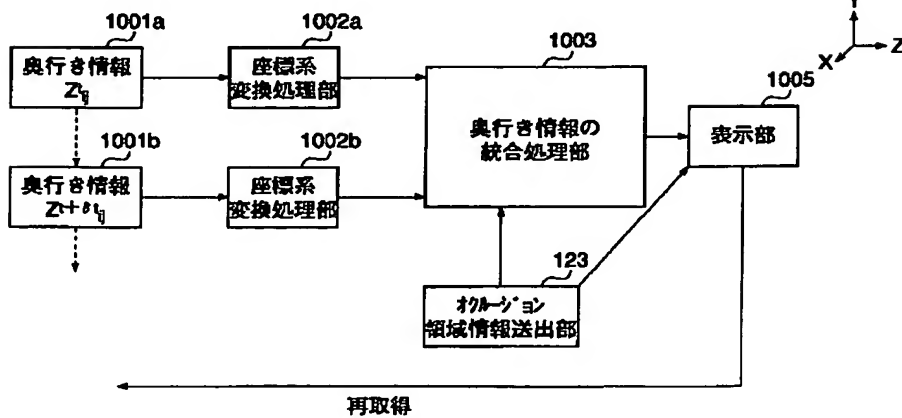 1001a
奥行き情報
Z^t_ij
1002a
座標系
変換処理部
1003
奥行き情報の
統合処理部
Y
Z
X
1005
表示部
1001b
奥行き情報
1002b
座標系
変換処理部
123
オクルージョン
領域情報送出部
再取得